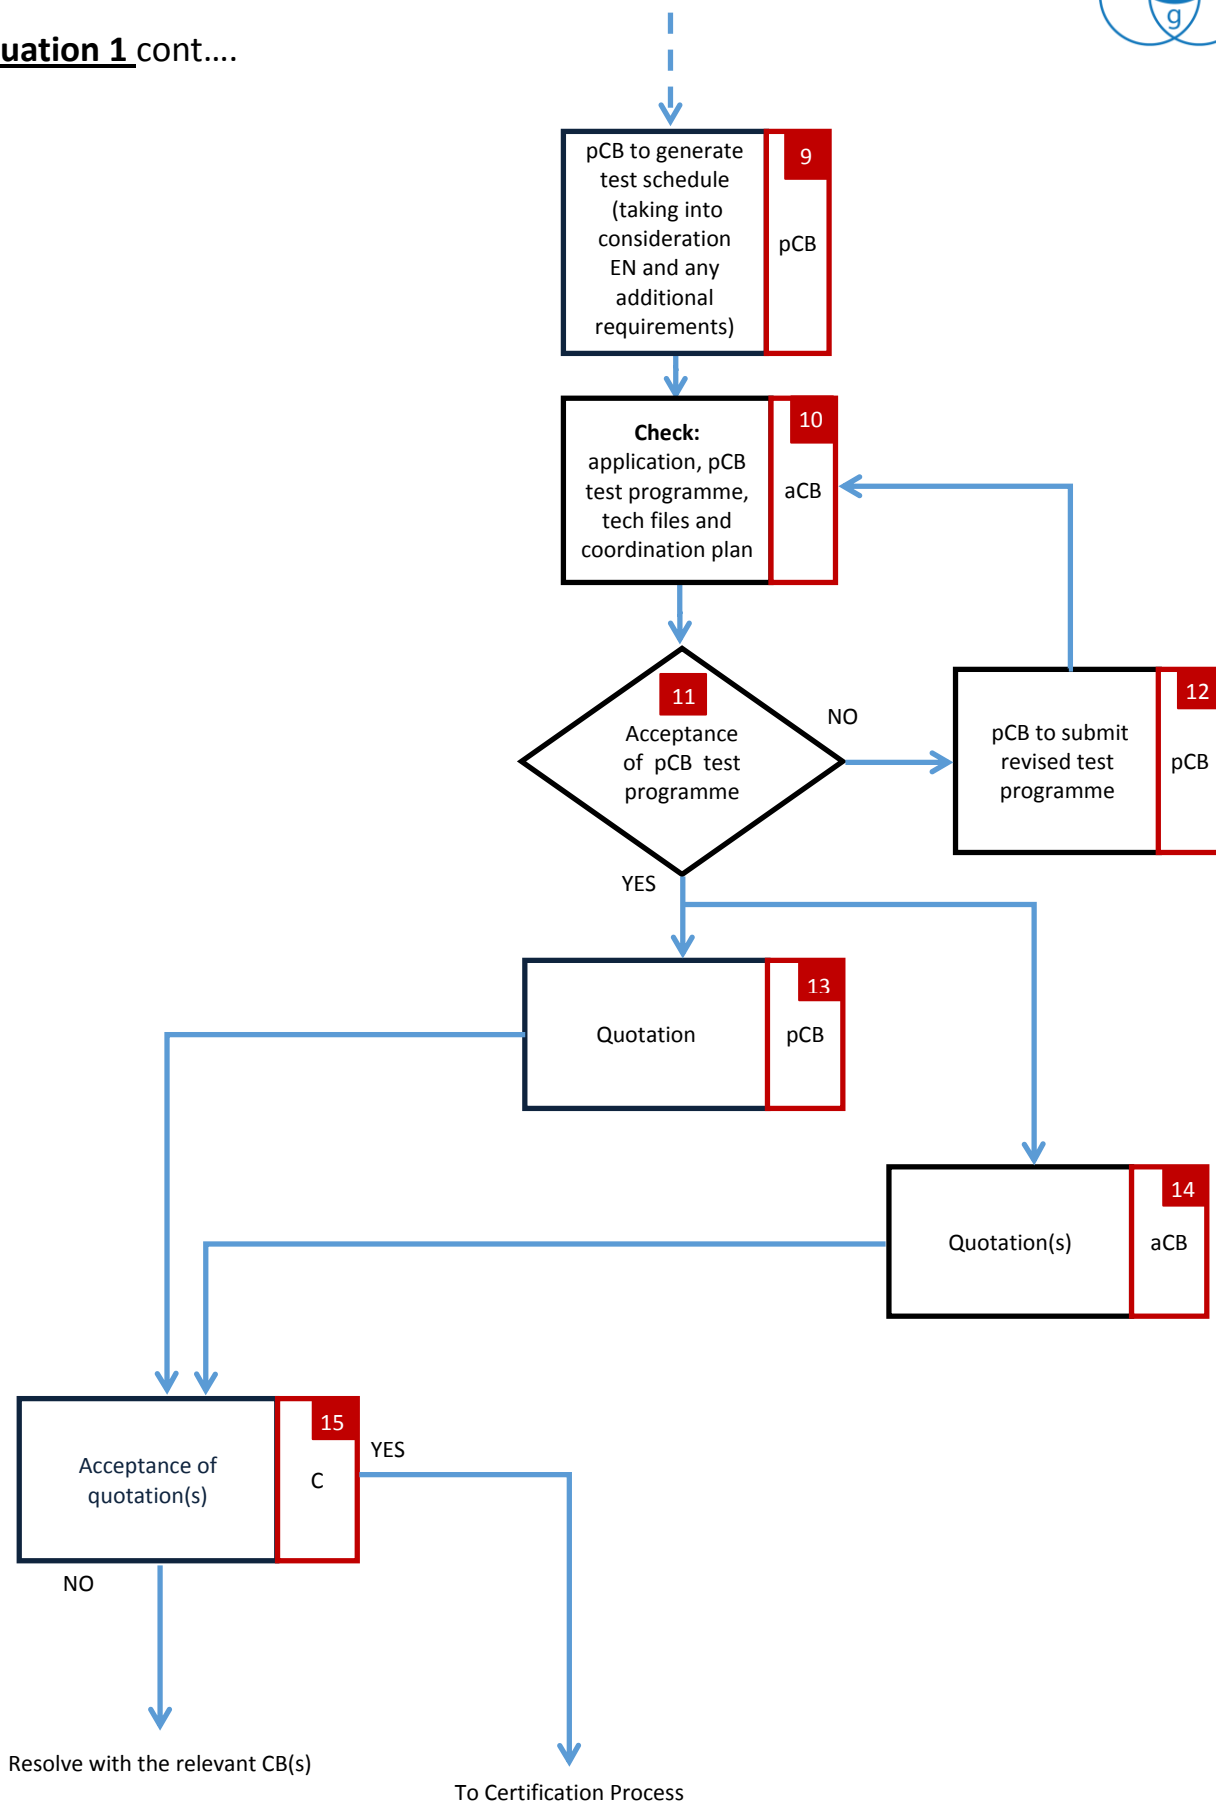 g
uation 1 cont....
pCB to generate
test schedule
(taking into
consideration
EN and any
additional
requirements)
9
pCB
Check:
application, pCB
test programme,
tech files and
coordination plan
10
aCB
11
Acceptance
of pCB test
programme
NO
12
pCB to submit
revised test
programme
pCB
YES
13
Quotation
pCB
14
Quotation(s)
aCB
15
Acceptance of
quotation(s)
C
YES
NO
Resolve with the relevant CB(s)
To Certification Process